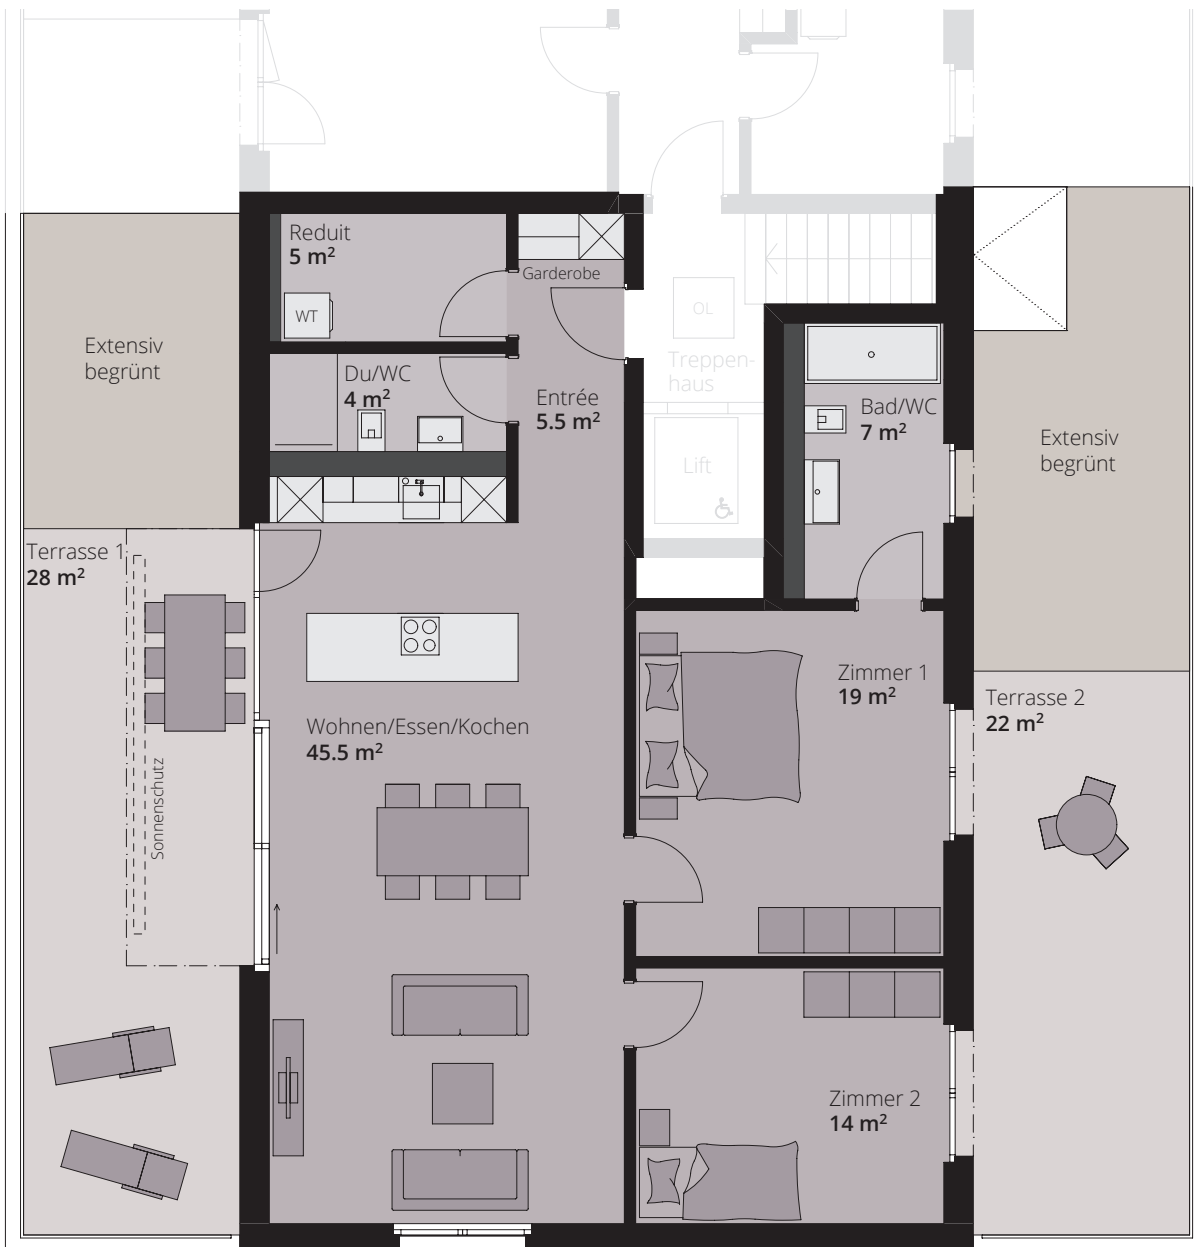 Reduit
5 m²
Garderobe
WT
OL
Extensiv
begrünt
Du/WC
4 m²
Entrée
5.5 m²
Treppen-
haus
Bad/WC
7 m²
Lift
Extensiv
begrünt
Terrasse 1
28 m²
Zimmer 1
19 m²
Terrasse 2
22 m²
Wohnen/Essen/Kochen
45.5 m²
Sonnenschutz
Zimmer 2
14 m²